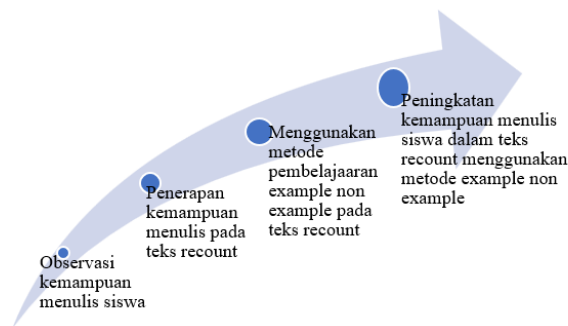 Observasi
kemampuan
menulis siswa
Penerapan
kemampuan
menulis pada
teks recount
Menggunakan
metode
pembelajaaran
example non
example pada
teks recount
Peningkatan
kemampuan menulis
siswa dalam teks
recount menggunakan
metode example non
example